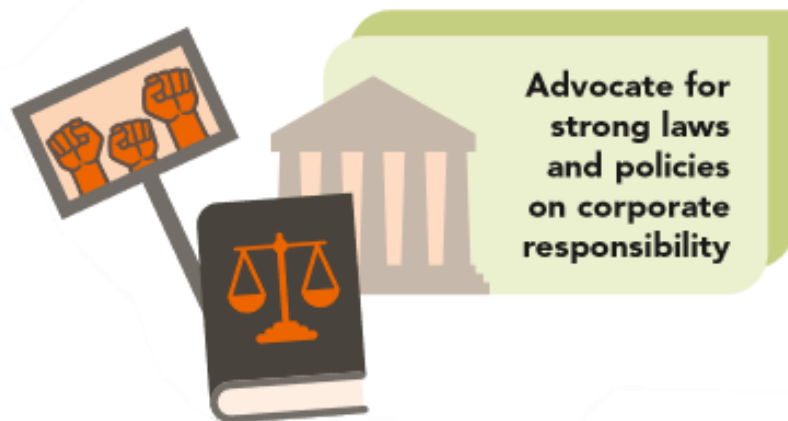 Advocate for
strong laws
and policies
on corporate
responsibility